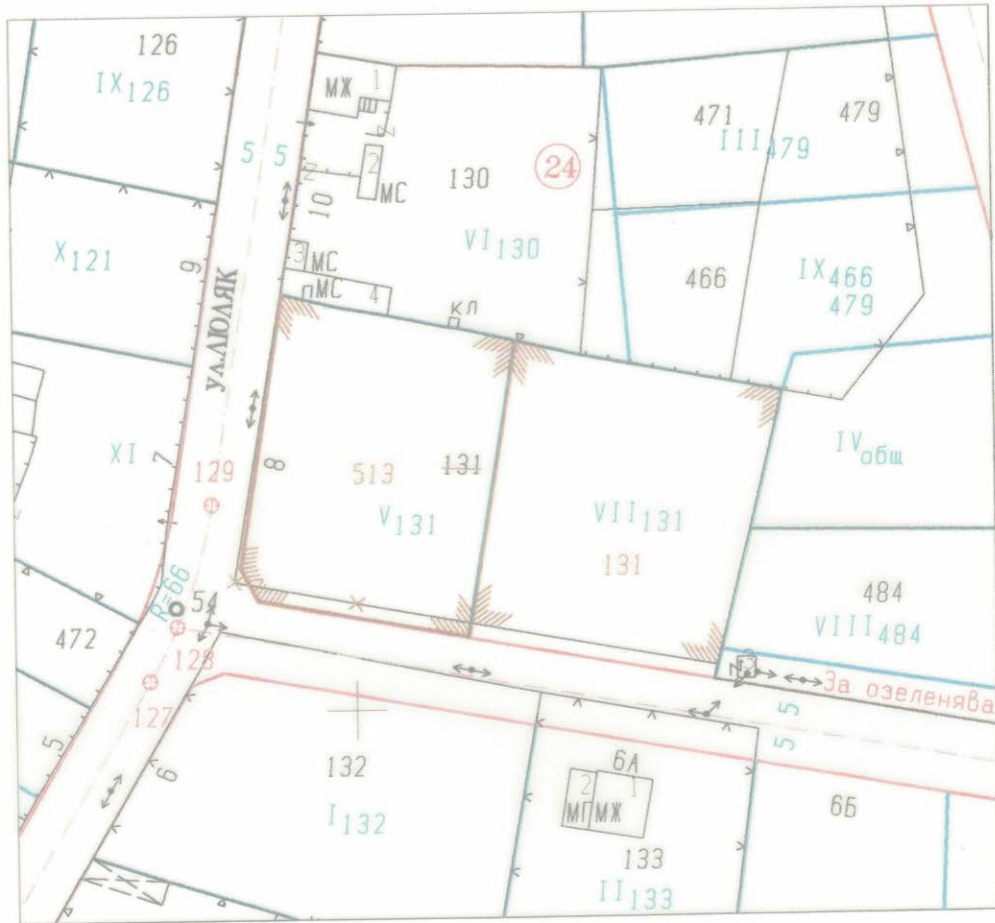 126
IX126
МЖ
1
471
479
III479
24
5 5
2
МС
130
10
VI130
9
X121
3
МС
МС
4
КЛ
466
IX466
479
ул.ЛЮЛЯК
XI
7
129
8
513
131
V131
VII131
131
IVобщ
484
VIII484
R=66
54
472
128
127
За озеленява
5
5
5
6
132
I132
6А
2
1
МГ
МЖ
133
II133
6Б